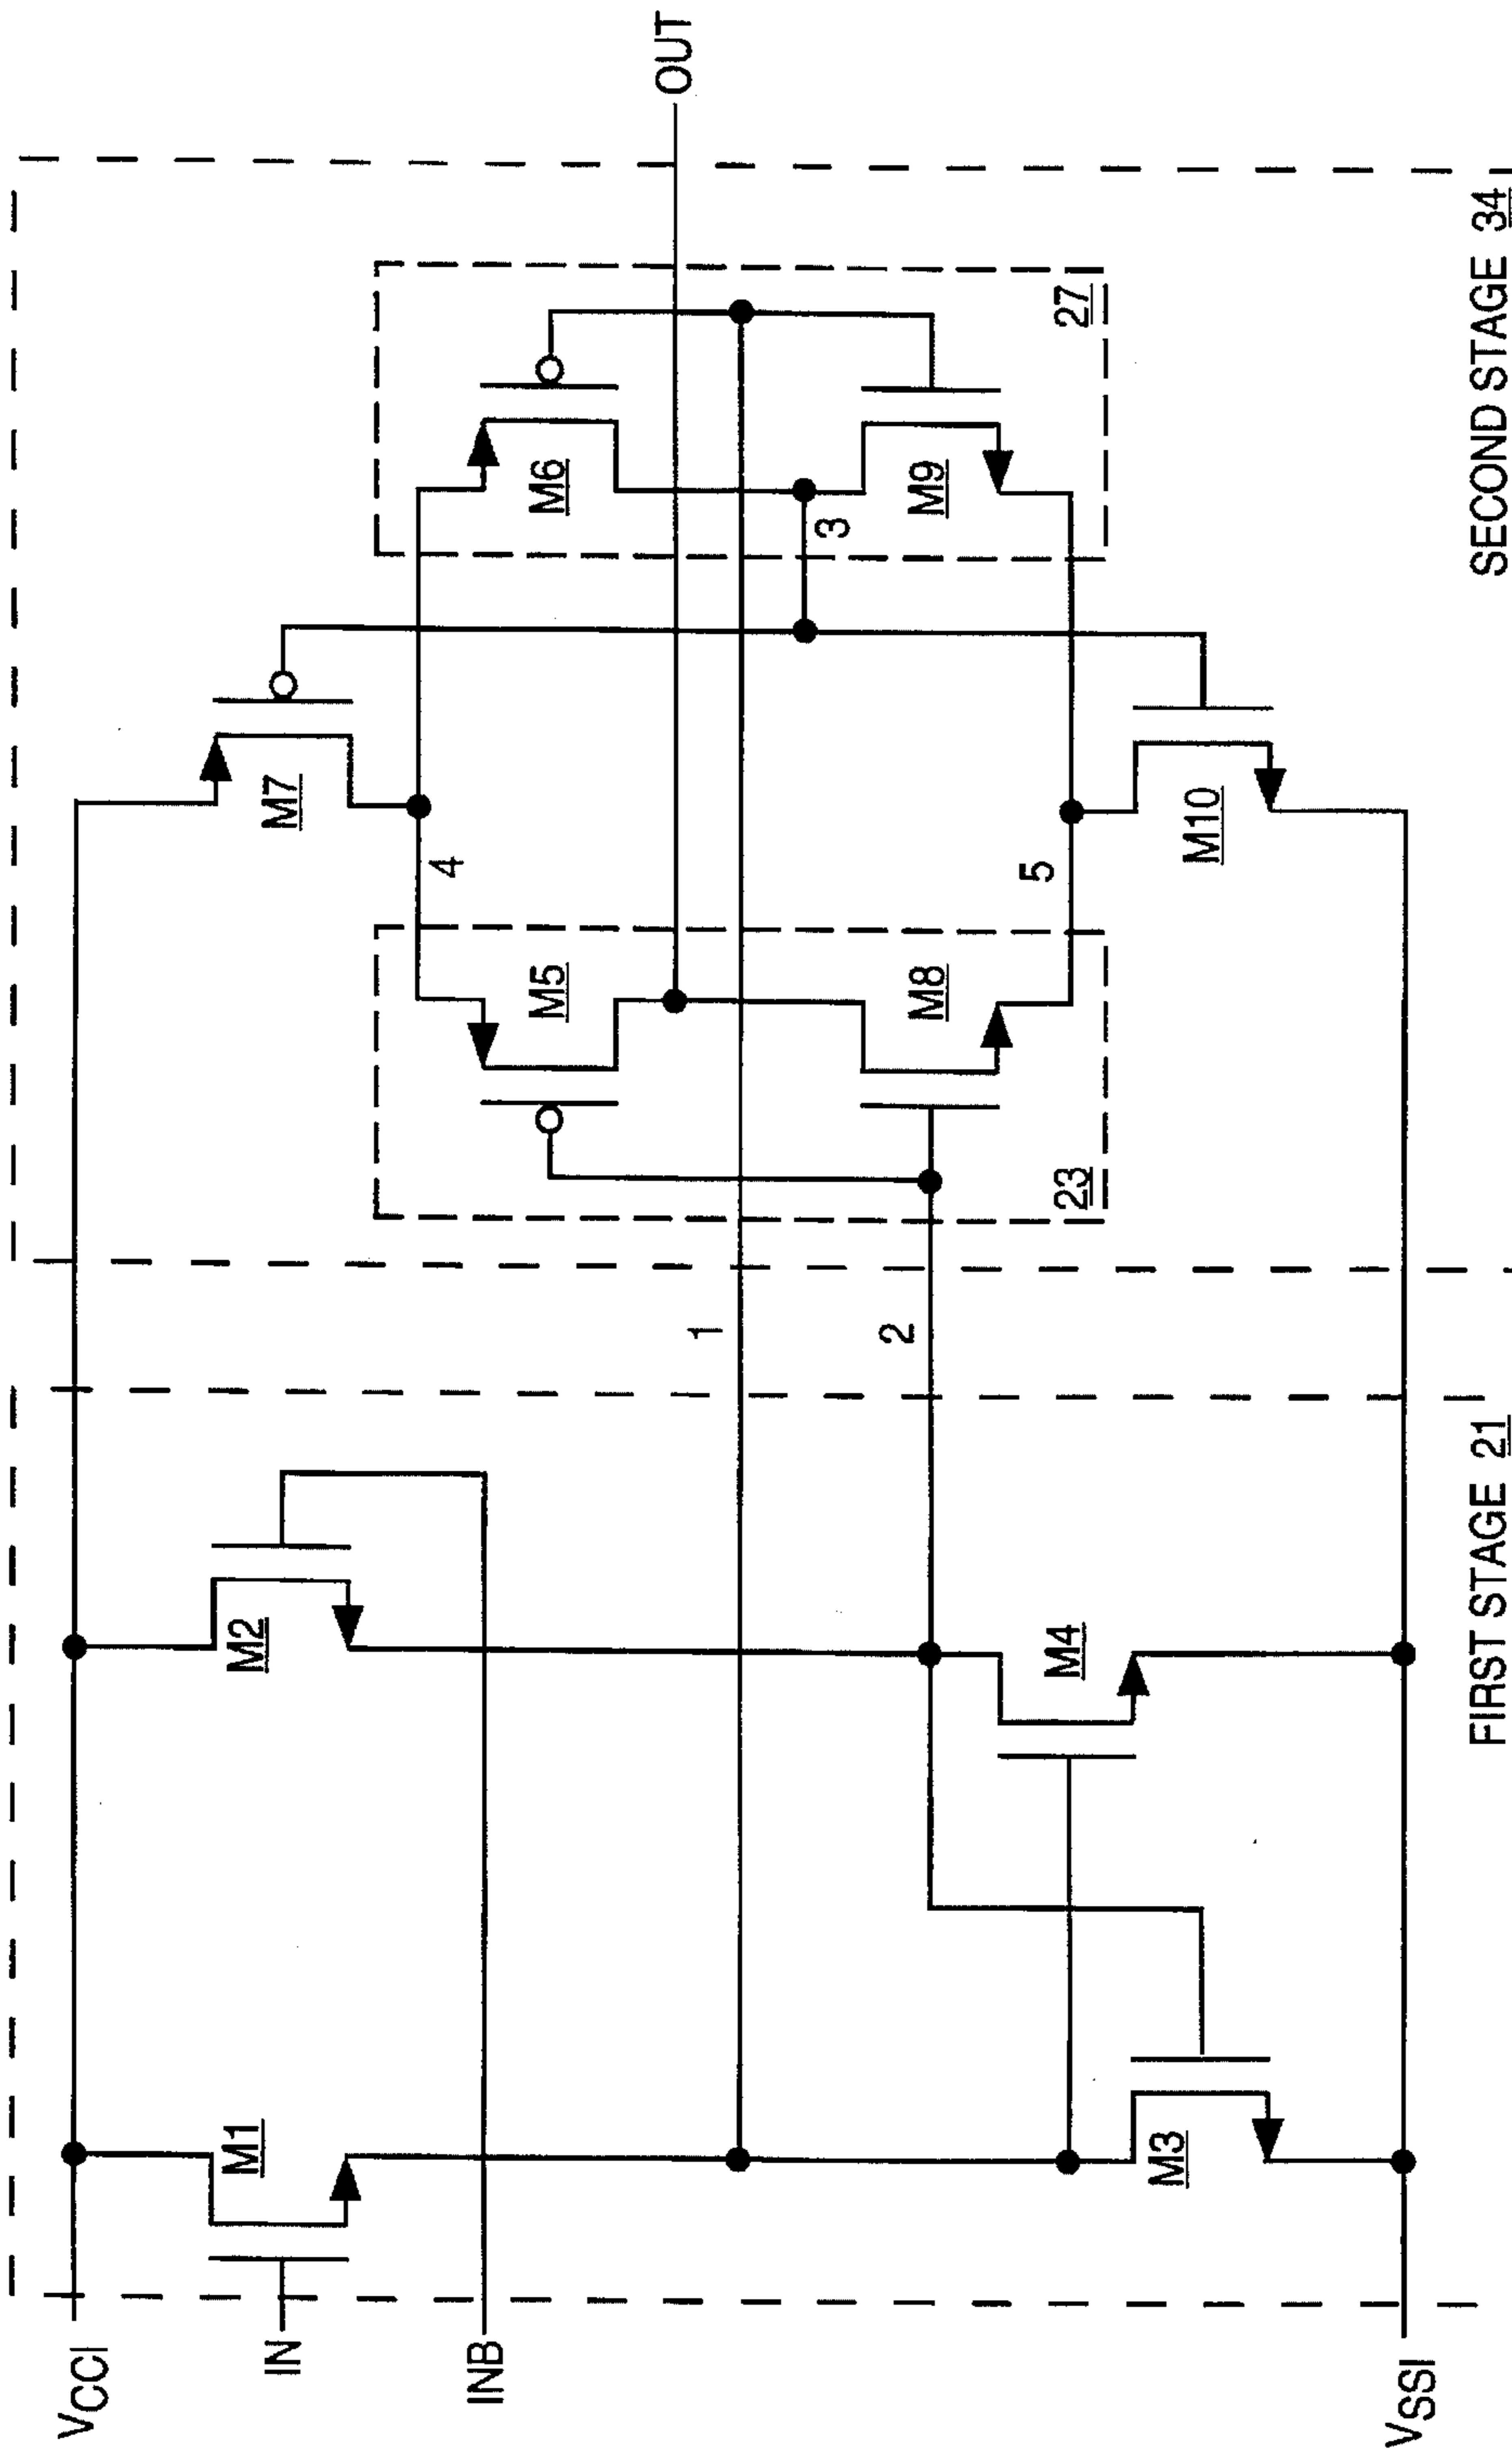 VCCI
IN
INB
VSSI
M1
M2
M3
M4
1
2
FIRST STAGE 21
M7
4
M5
M8
23
5
M10
M6
3
M9
27
OUT
SECOND STAGE 34